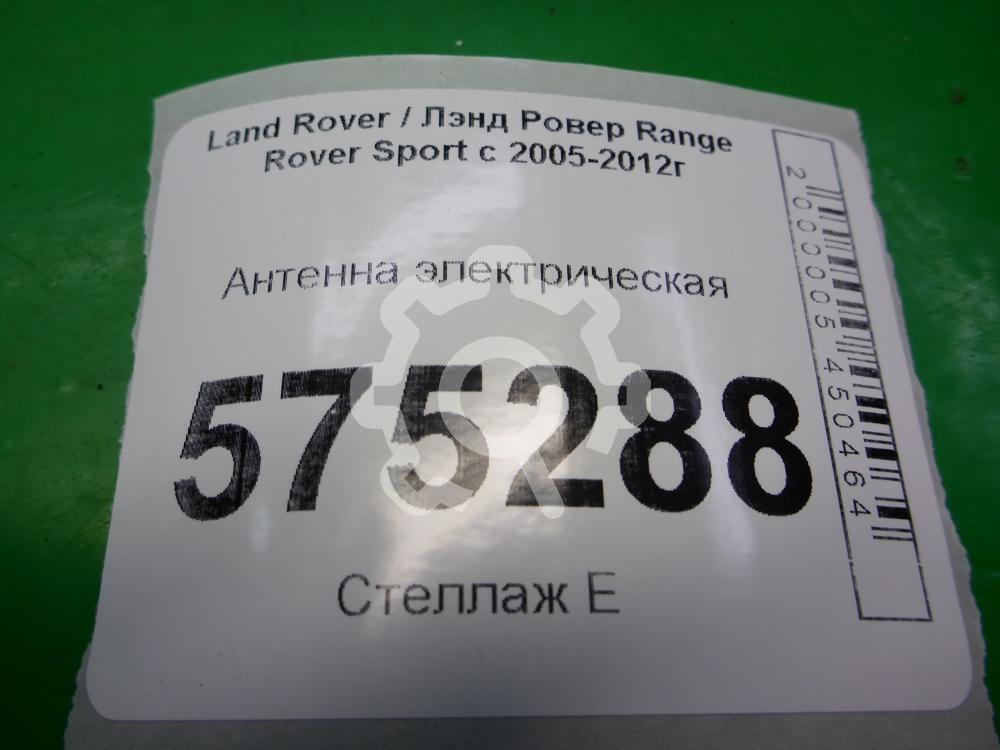 Land Rover / Лэнд Ровер Range
Rover Sport с 2005-2012г
Антенна электрическая
575288
Стеллаж Е
2000005450464